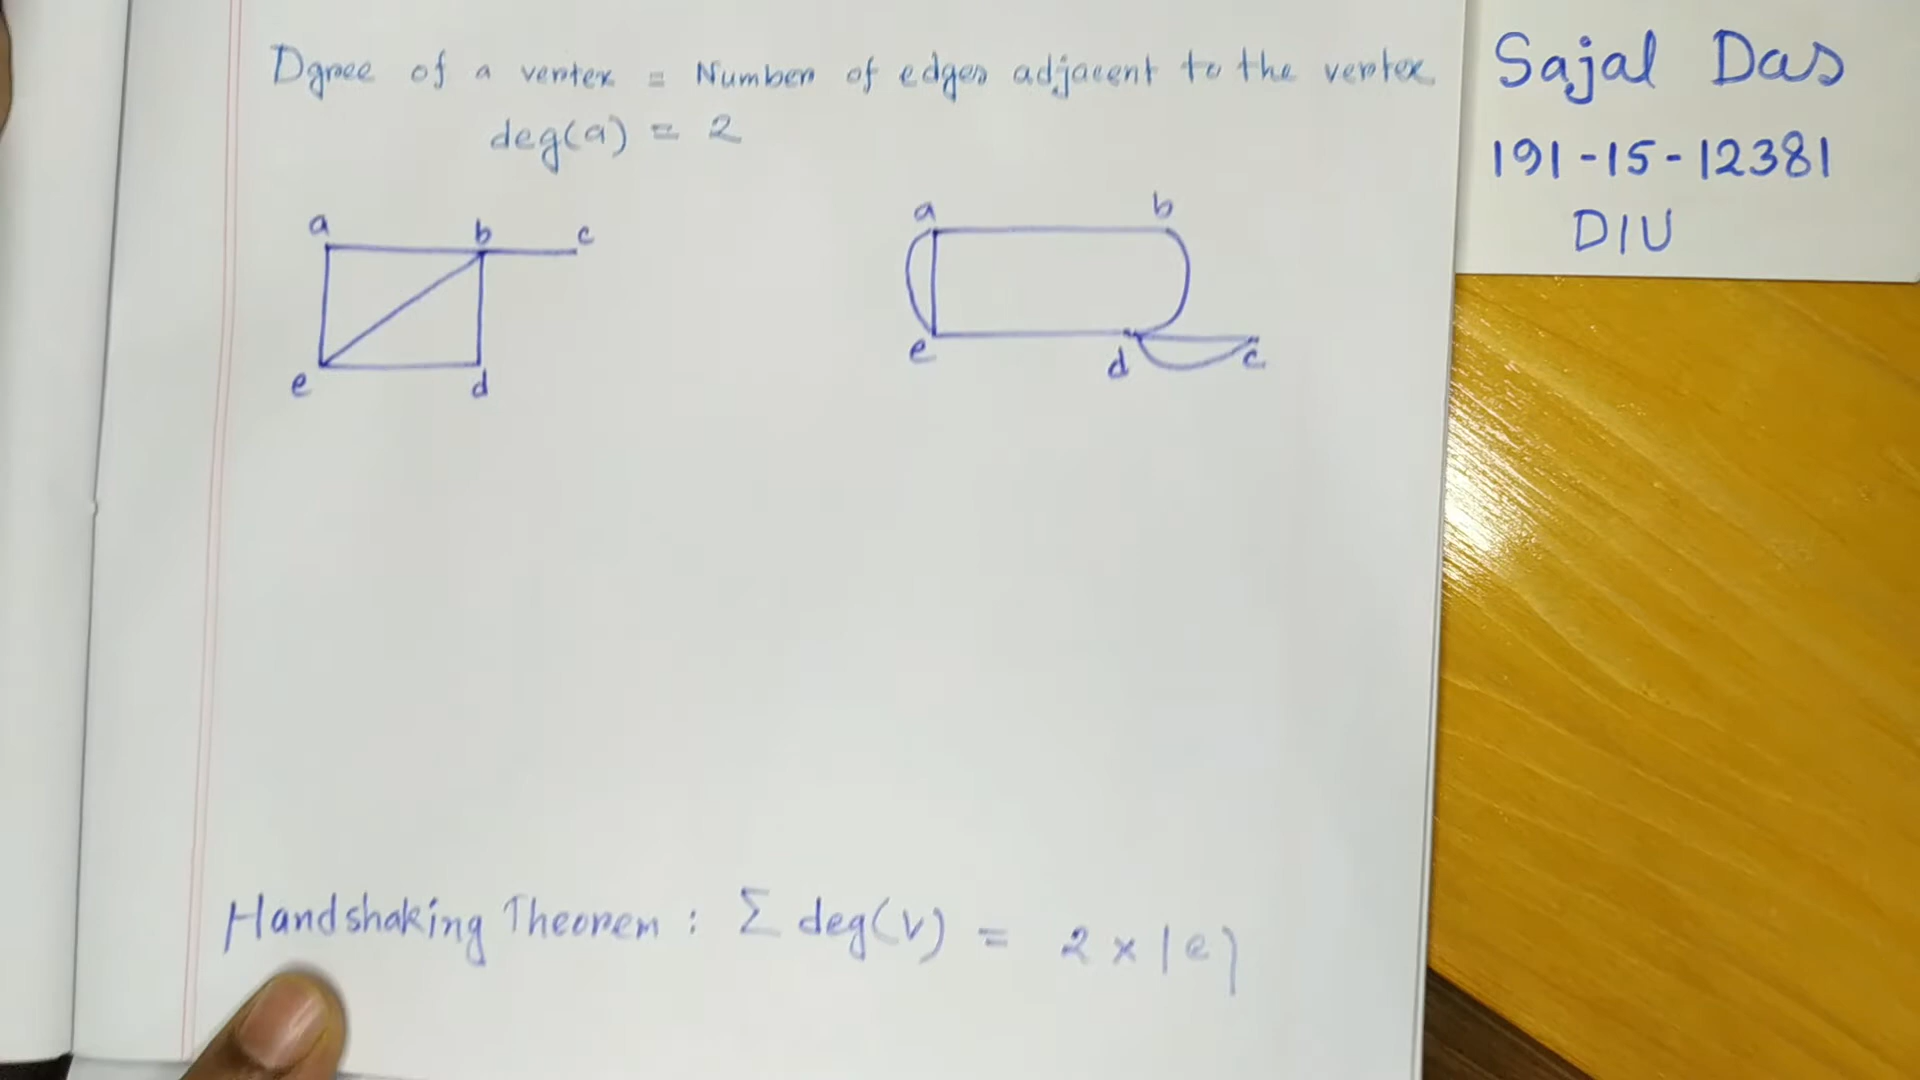 Dgree of a vertex = Number of edges adjacent to the vertex
deg(a) = 2
a b c
e d
a b
e d c
Handshaking Theorem : Σ deg(v) = 2 × |e|
Sajal Das
191-15-12381
DIU